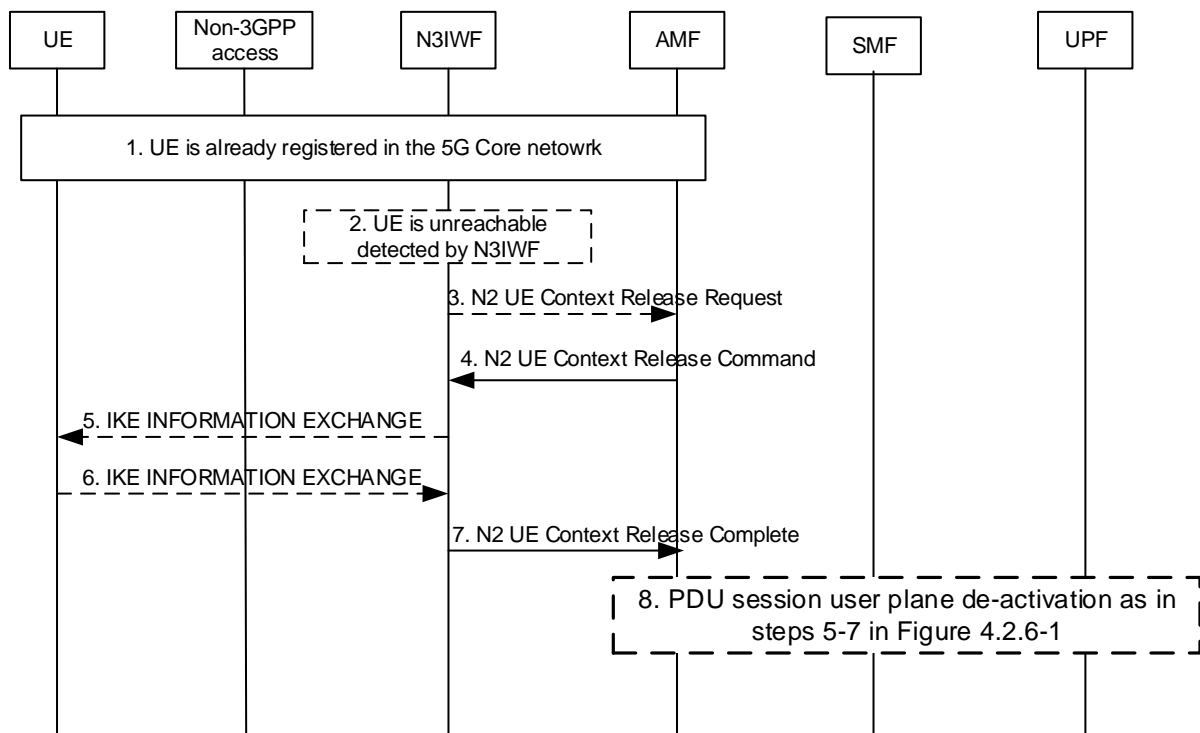 UE
Non-3GPP
access
N3IWF
AMF
SMF
UPF
1. UE is already registered in the 5G Core netowrk
2. UE is unreachable
detected by N3IWF
3. N2 UE Context Release Request
4. N2 UE Context Release Command
5. IKE INFORMATION EXCHANGE
6. IKE INFORMATION EXCHANGE
7. N2 UE Context Release Complete
8. PDU session user plane de-activation as in
steps 5-7 in Figure 4.2.6-1